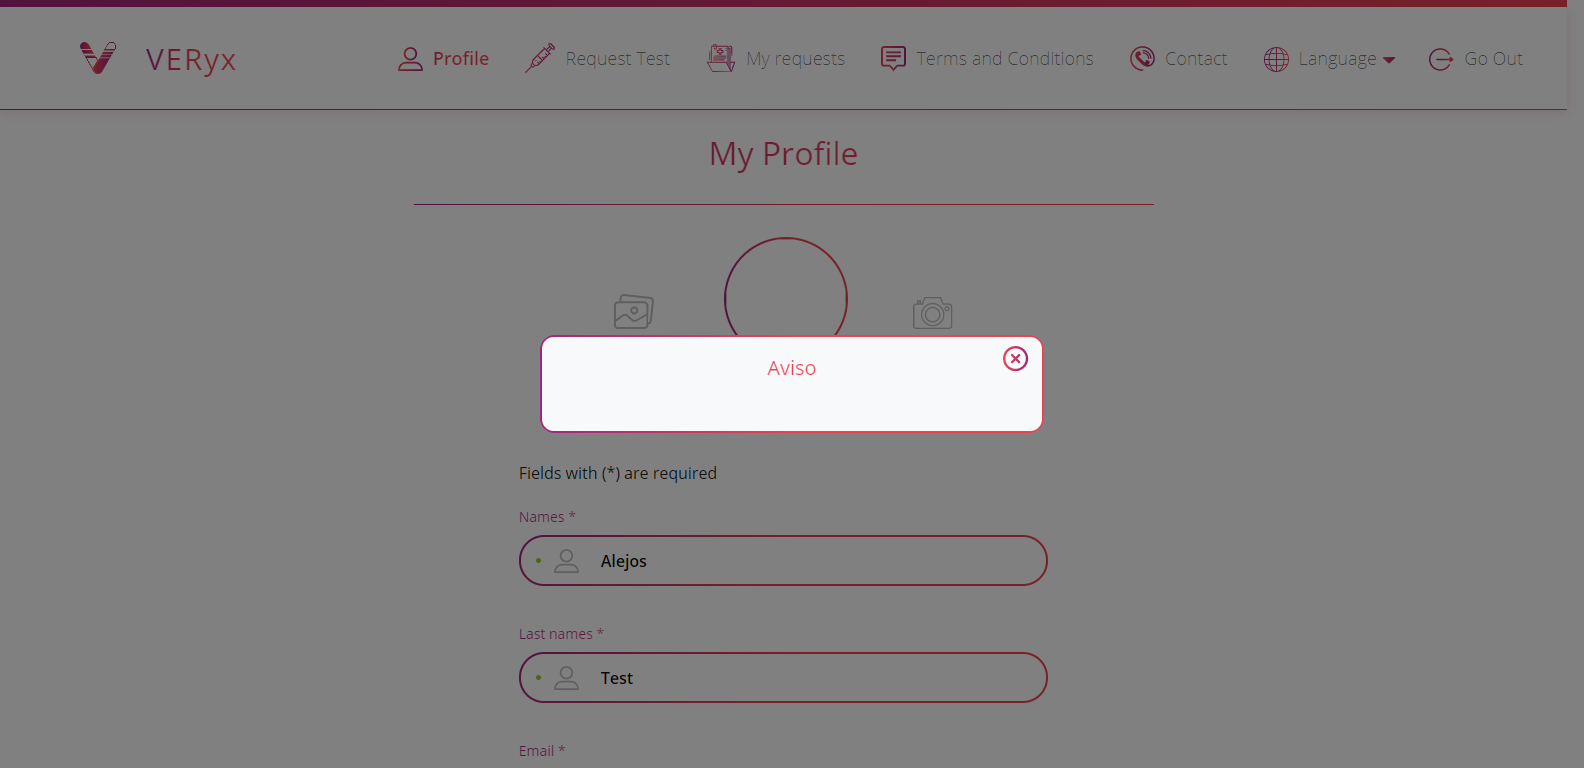 VERyx
Profile
Request Test
My requests
Terms and Conditions
Contact
Language
Go Out
My Profile
Aviso
Fields with (*) are required
Names *
Alejos
Last names *
Test
Email *